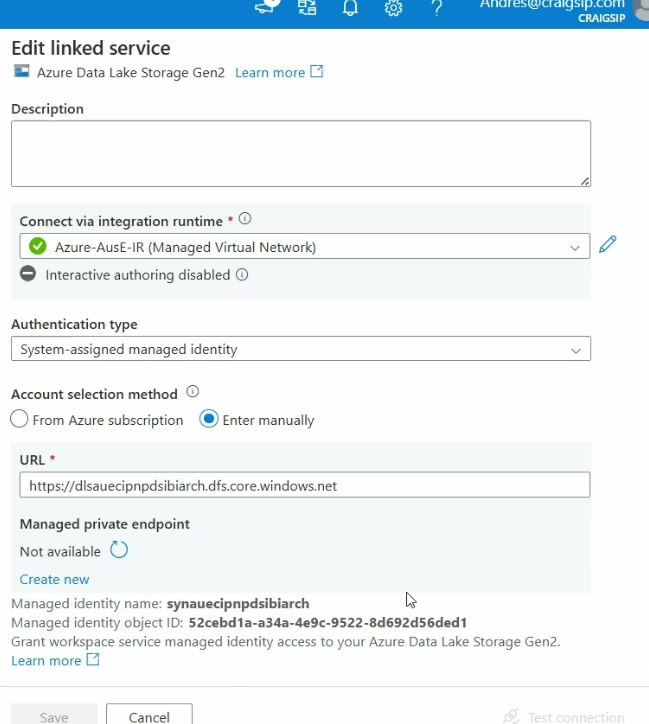 Andres@craigsip.com
CRAIGSIP
Edit linked service
Azure Data Lake Storage Gen2 Learn more
Description
Connect via integration runtime *
Azure-AusE-IR (Managed Virtual Network)
Interactive authoring disabled
Authentication type
System-assigned managed identity
Account selection method
From Azure subscription Enter manually
URL *
https://dlsauecipnpdsibiarch.dfs.core.windows.net
Managed private endpoint
Not available
Create new
Managed identity name: synauecipnpdsibiarch
Managed identity object ID: 52cebd1a-a34a-4e9c-9522-8d692d56ded1
Grant workspace service managed identity access to your Azure Data Lake Storage Gen2.
Learn more
Save Cancel Test connection